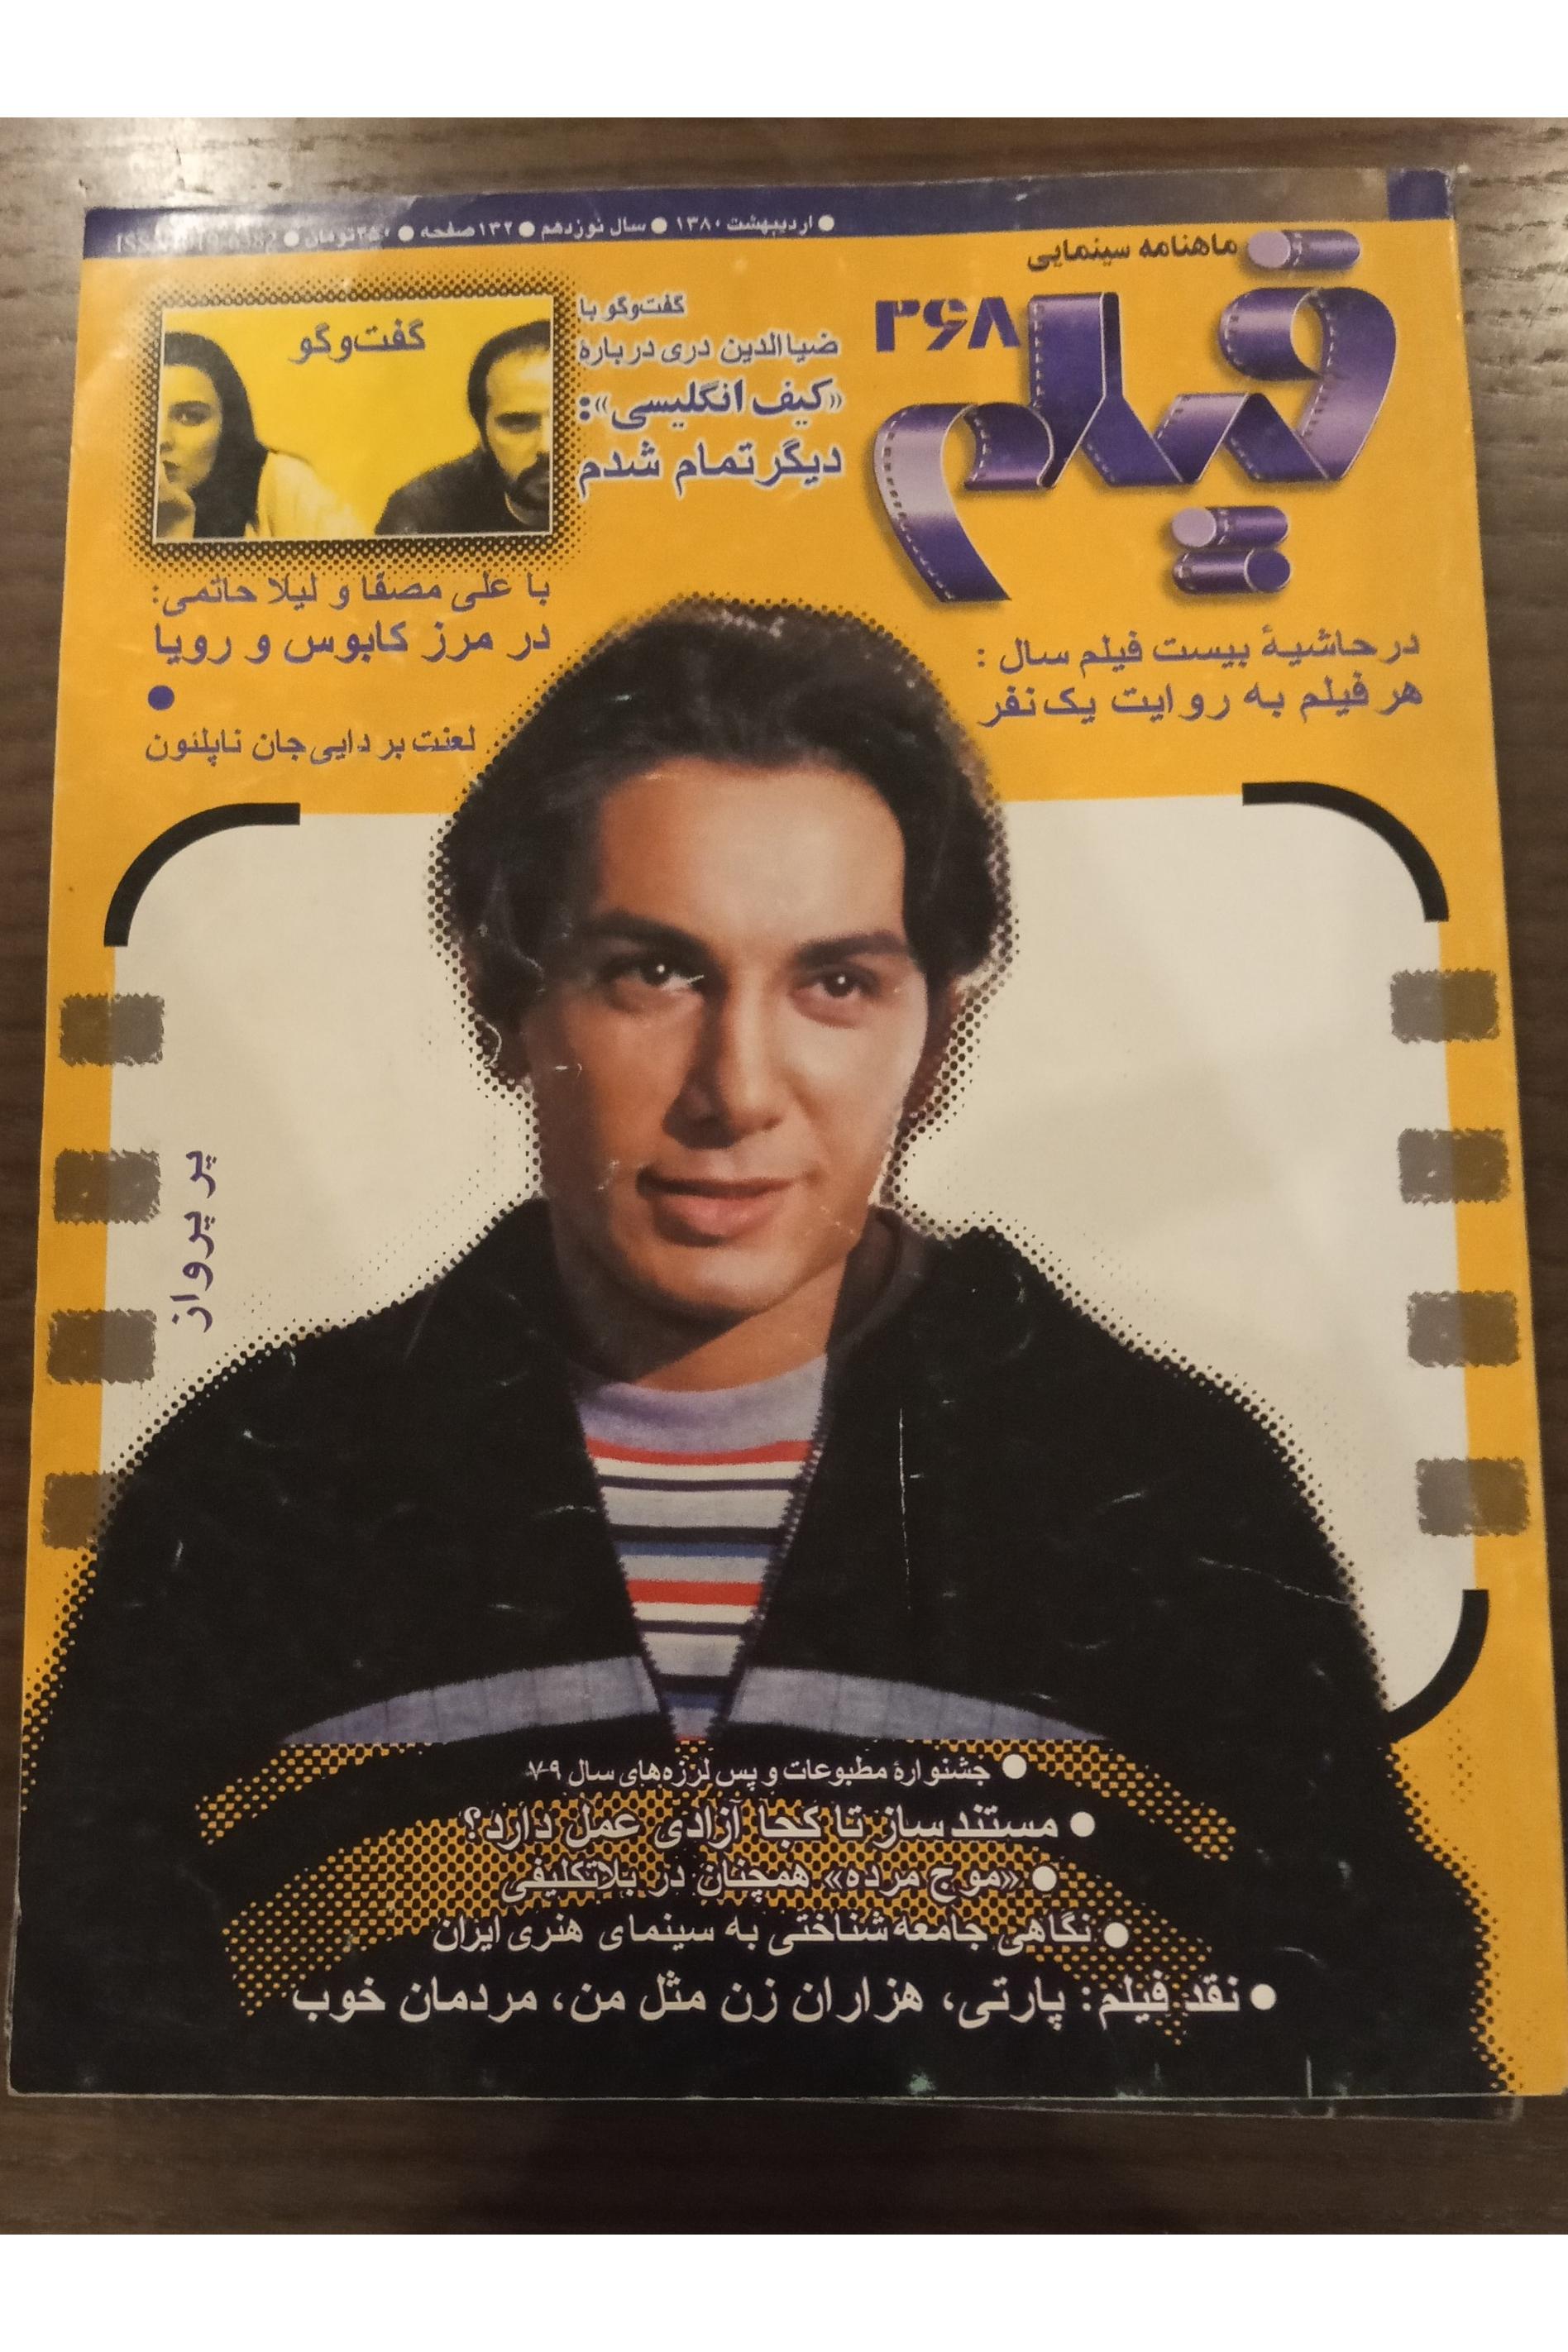 ● اردیبهشت ۱۳۸۰ ● سال نوزدهم ● ۱۳۲ صفحه ● ۴۵۰ تومان ●
ماهنامه سینمایی
فیلم
۲۶۸
گفت‌وگو با
ضیاالدین دری دربارهٔ
«کیف انگلیسی»:
دیگر تمام شدم
گفت‌وگو
با علی مصفا و لیلا حاتمی:
در مرز کابوس و رویا
●
لعنت بر دایی‌جان ناپلئون
در حاشیهٔ بیست فیلم سال :
هر فیلم به روایت یک نفر
پر پرواز
● جشنوارهٔ مطبوعات و پس لرزه‌های سال ۷۹
● مستندساز تا کجا آزادی عمل دارد؟
● «موج مرده» همچنان در بلاتکلیفی
● نگاهی جامعه شناختی به سینمای هنری ایران
● نقد فیلم: پارتی، هزاران زن مثل من، مردمان خوب